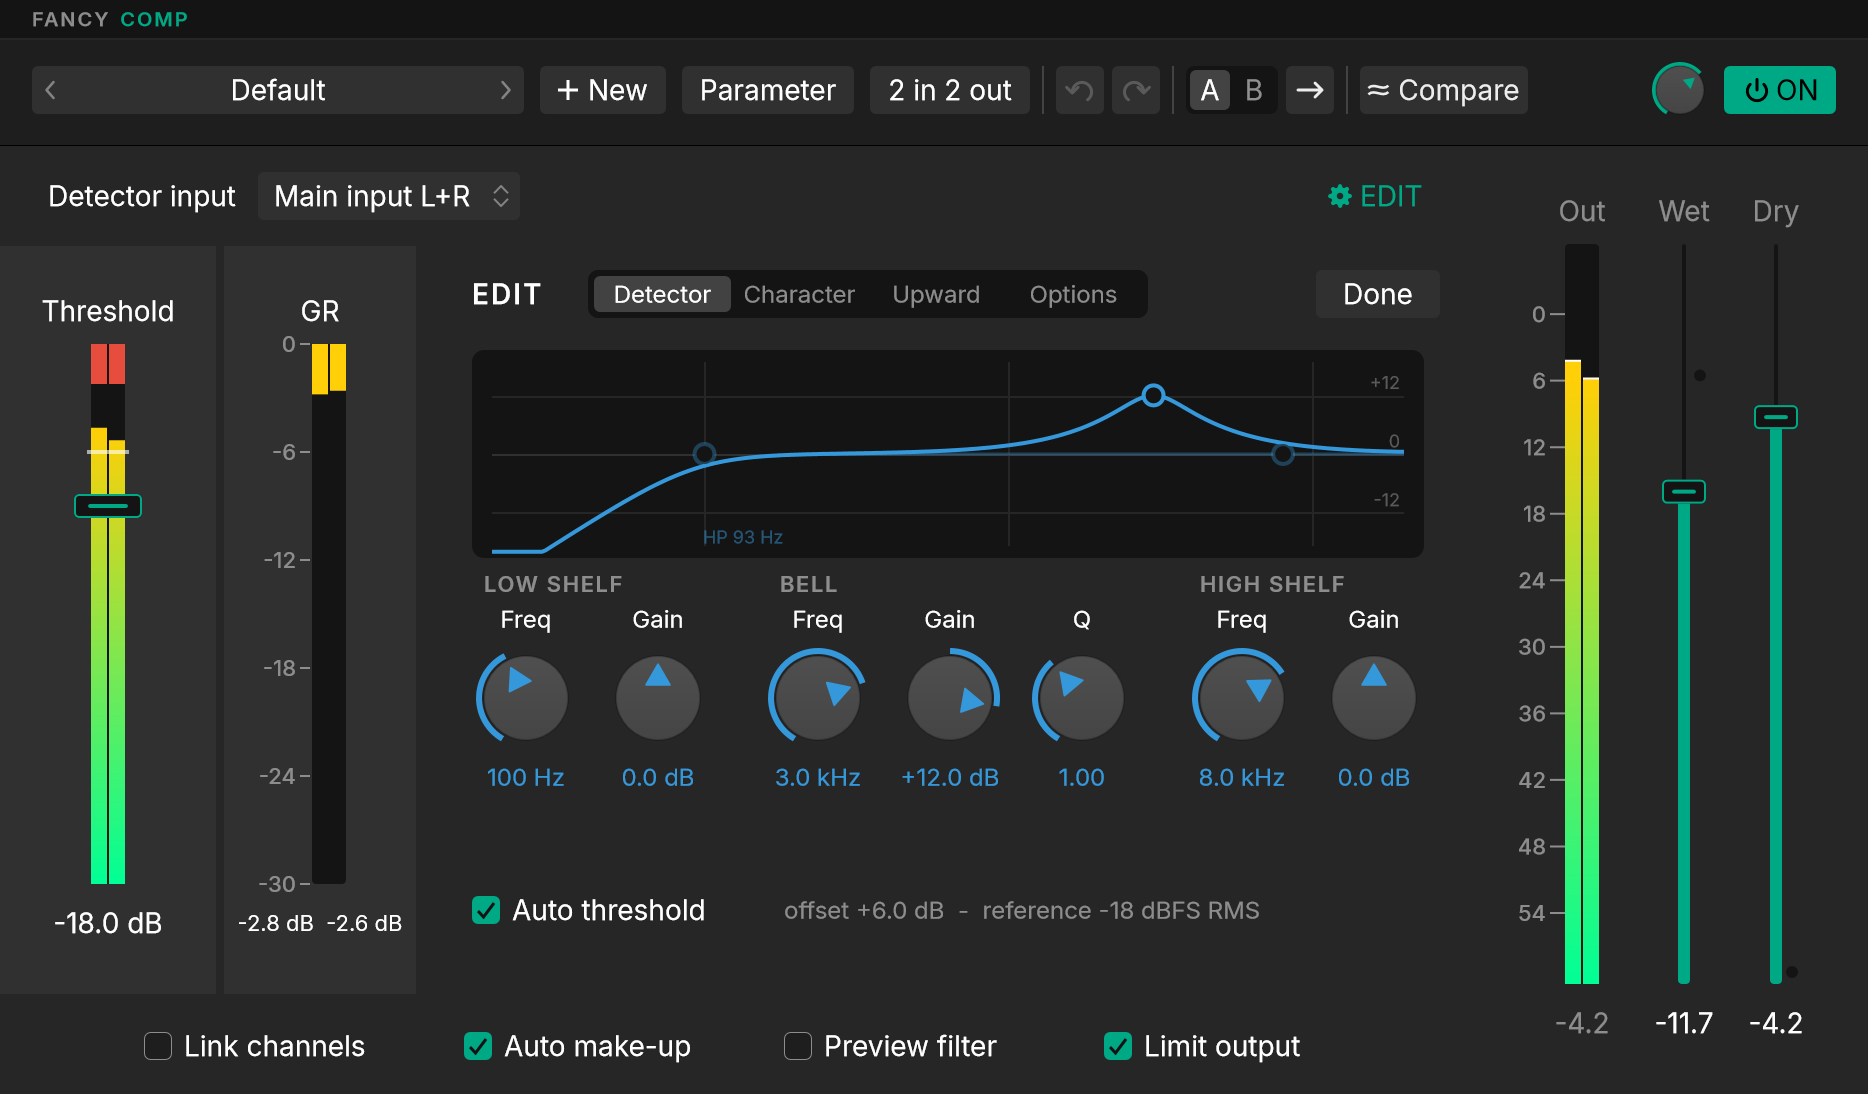 FANCY COMP
Default
+ New
Parameter
2 in 2 out
A B
→
≈ Compare
ON
Detector input
Main input L+R
EDIT
Out Wet Dry
Threshold
GR
EDIT
Detector Character Upward Options
Done
0
-6
-12
-18
-24
-30
-18.0 dB
-2.8 dB -2.6 dB
+12
0
-12
HP 93 Hz
LOW SHELF
Freq Gain
100 Hz 0.0 dB
BELL
Freq Gain Q
3.0 kHz +12.0 dB 1.00
HIGH SHELF
Freq Gain
8.0 kHz 0.0 dB
Auto threshold
offset +6.0 dB - reference -18 dBFS RMS
0
6
12
18
24
30
36
42
48
54
-4.2 -11.7 -4.2
Link channels
Auto make-up
Preview filter
Limit output